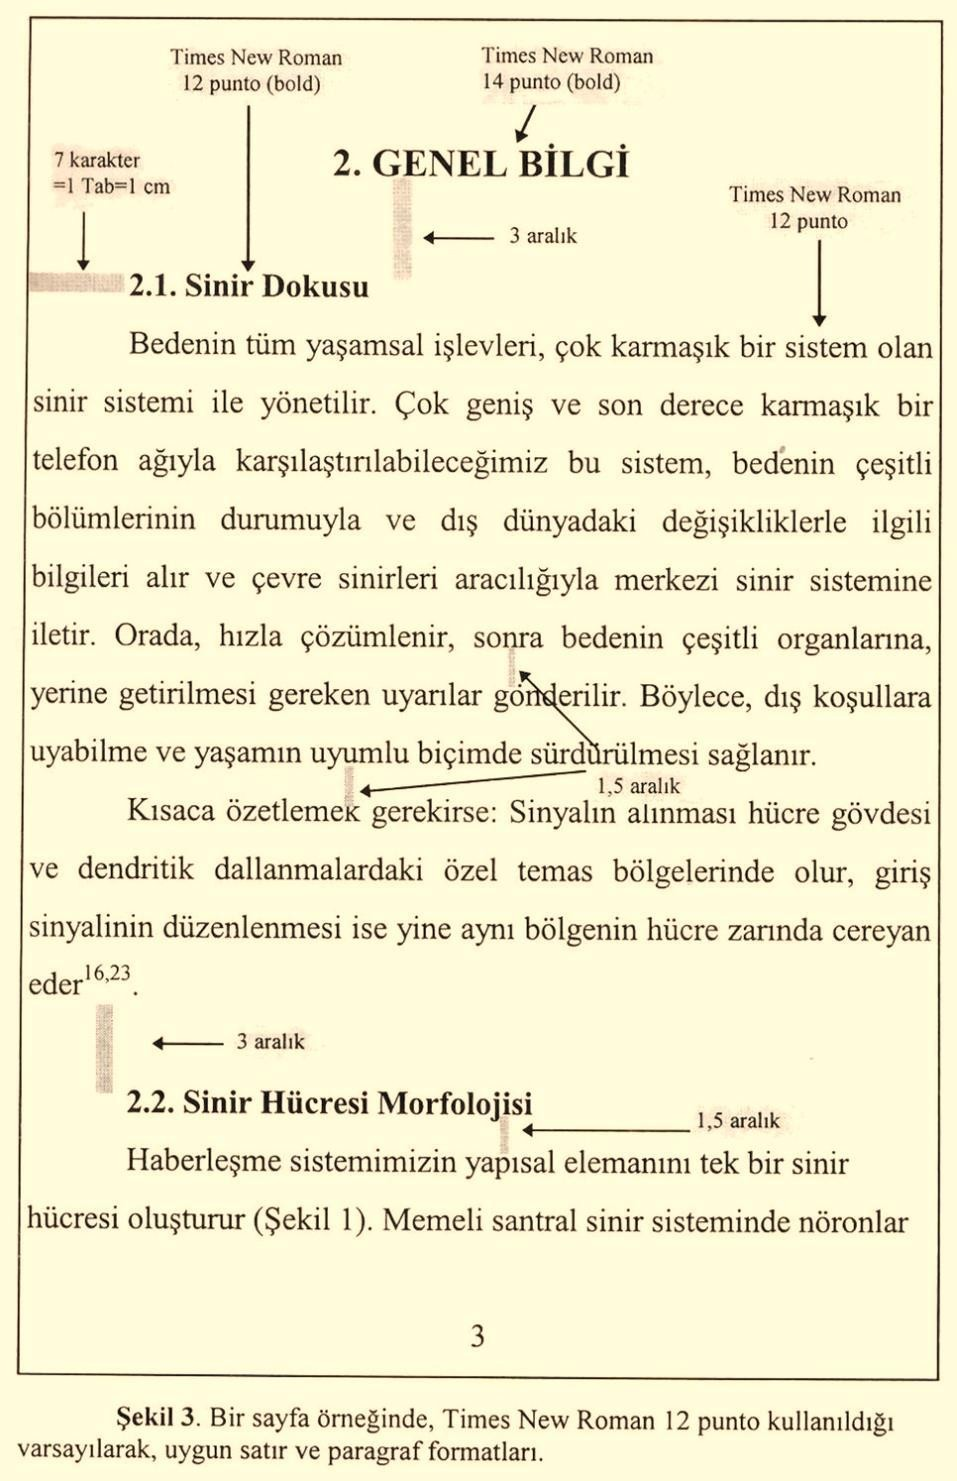 Times New Roman
12 punto (bold)
Times New Roman
14 punto (bold)
7 karakter
=1 Tab=1 cm
2. GENEL BİLGİ
Times New Roman
12 punto
3 aralık
2.1. Sinir Dokusu
Bedenin tüm yaşamsal işlevleri, çok karmaşık bir sistem olan
sinir sistemi ile yönetilir. Çok geniş ve son derece karmaşık bir
telefon ağıyla karşılaştırılabileceğimiz bu sistem, bedenin çeşitli
bölümlerinin durumuyla ve dış dünyadaki değişikliklerle ilgili
bilgileri alır ve çevre sinirleri aracılığıyla merkezi sinir sistemine
iletir. Orada, hızla çözümlenir, sonra bedenin çeşitli organlarına,
yerine getirilmesi gereken uyarılar gönderilir. Böylece, dış koşullara
uyabilme ve yaşamın uyumlu biçimde sürdürülmesi sağlanır.
1,5 aralık
Kısaca özetlemek gerekirse: Sinyalin alınması hücre gövdesi
ve dendritik dallanmalardaki özel temas bölgelerinde olur, giriş
sinyalinin düzenlenmesi ise yine aynı bölgenin hücre zarında cereyan
eder16,23.
3 aralık
2.2. Sinir Hücresi Morfolojisi
1,5 aralık
Haberleşme sistemimizin yapısal elemanını tek bir sinir
hücresi oluşturur (Şekil 1). Memeli santral sinir sisteminde nöronlar
3
Şekil 3. Bir sayfa örneğinde, Times New Roman 12 punto kullanıldığı
varsayılarak, uygun satır ve paragraf formatları.